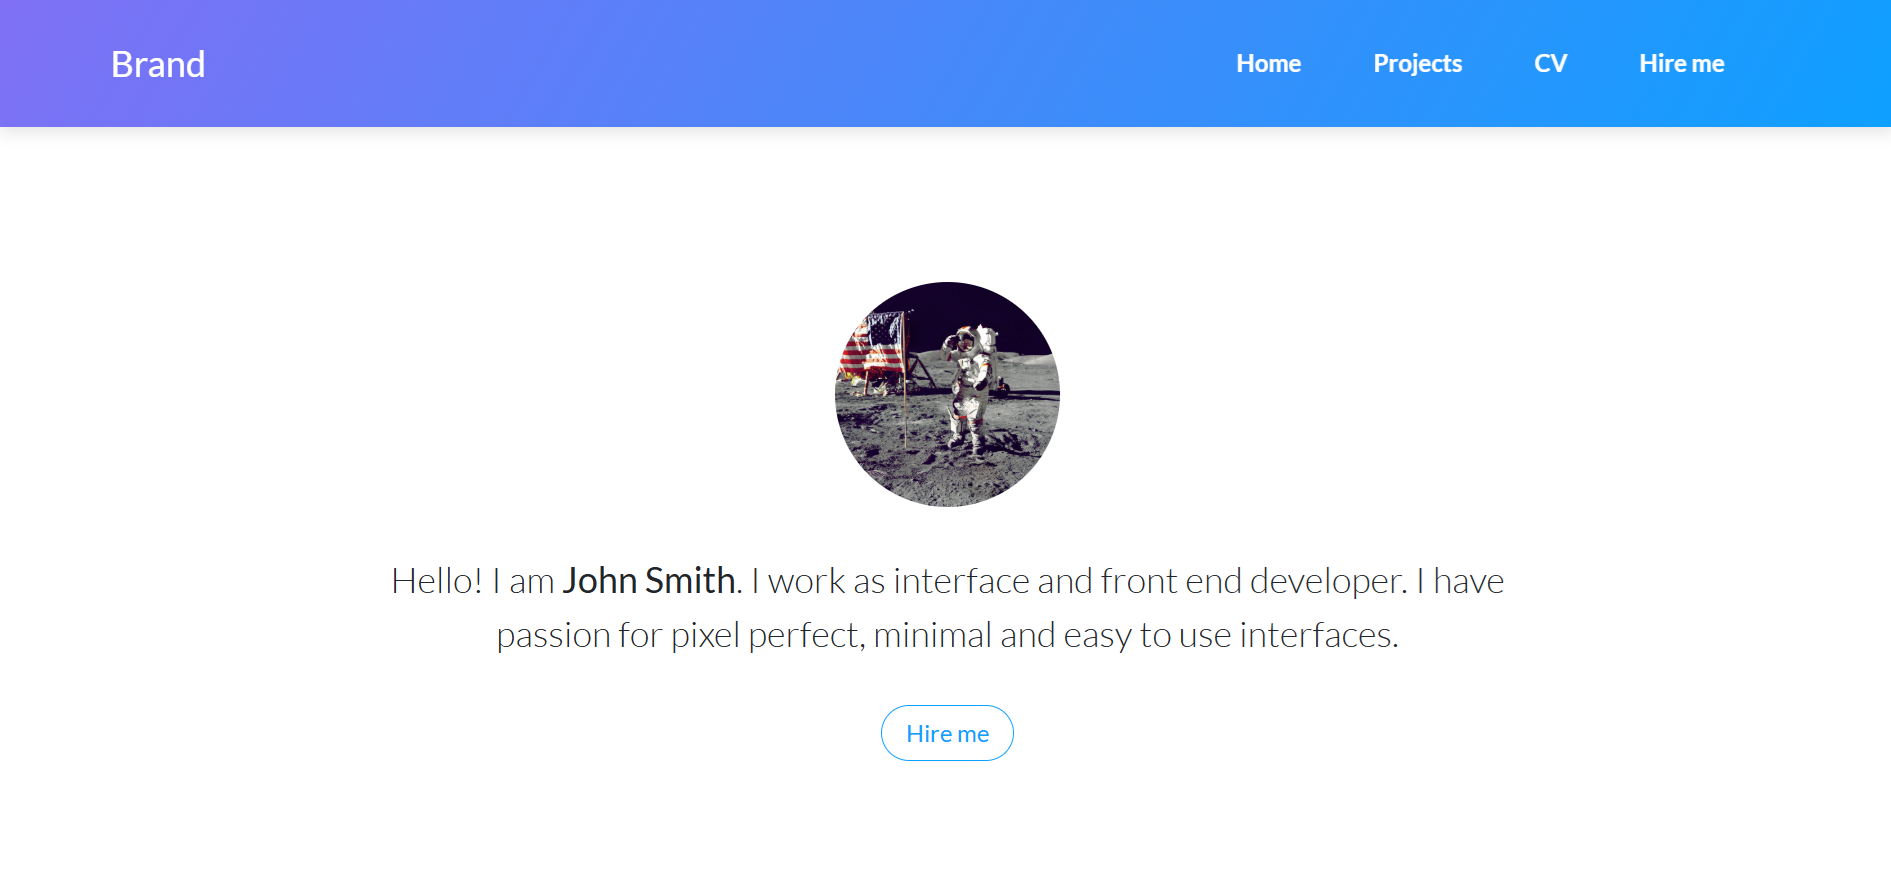 Brand
Home Projects CV Hire me
Hello! I am John Smith. I work as interface and front end developer. I have
passion for pixel perfect, minimal and easy to use interfaces.
Hire me